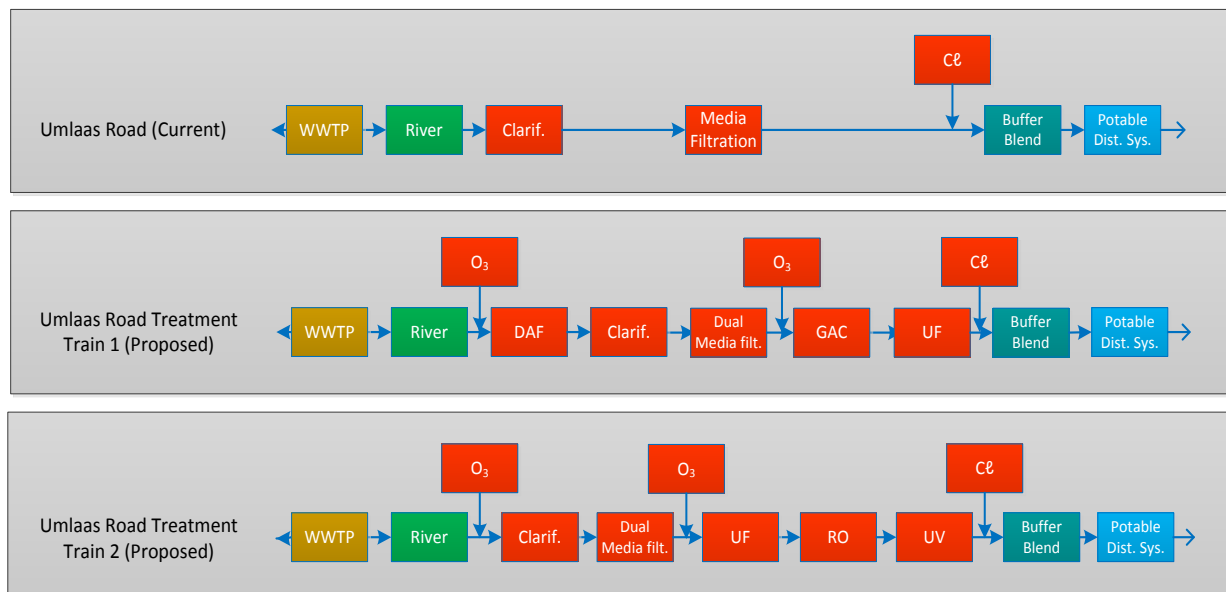 Cℓ
Umlaas Road (Current)
WWTP
River
Clarif.
Media
Filtration
Buffer
Blend
Potable
Dist. Sys.
O₃
O₃
Cℓ
Umlaas Road Treatment
Train 1 (Proposed)
WWTP
River
DAF
Clarif.
Dual
Media filt.
GAC
UF
Buffer
Blend
Potable
Dist. Sys.
O₃
O₃
Cℓ
Umlaas Road Treatment
Train 2 (Proposed)
WWTP
River
Clarif.
Dual
Media filt.
UF
RO
UV
Buffer
Blend
Potable
Dist. Sys.